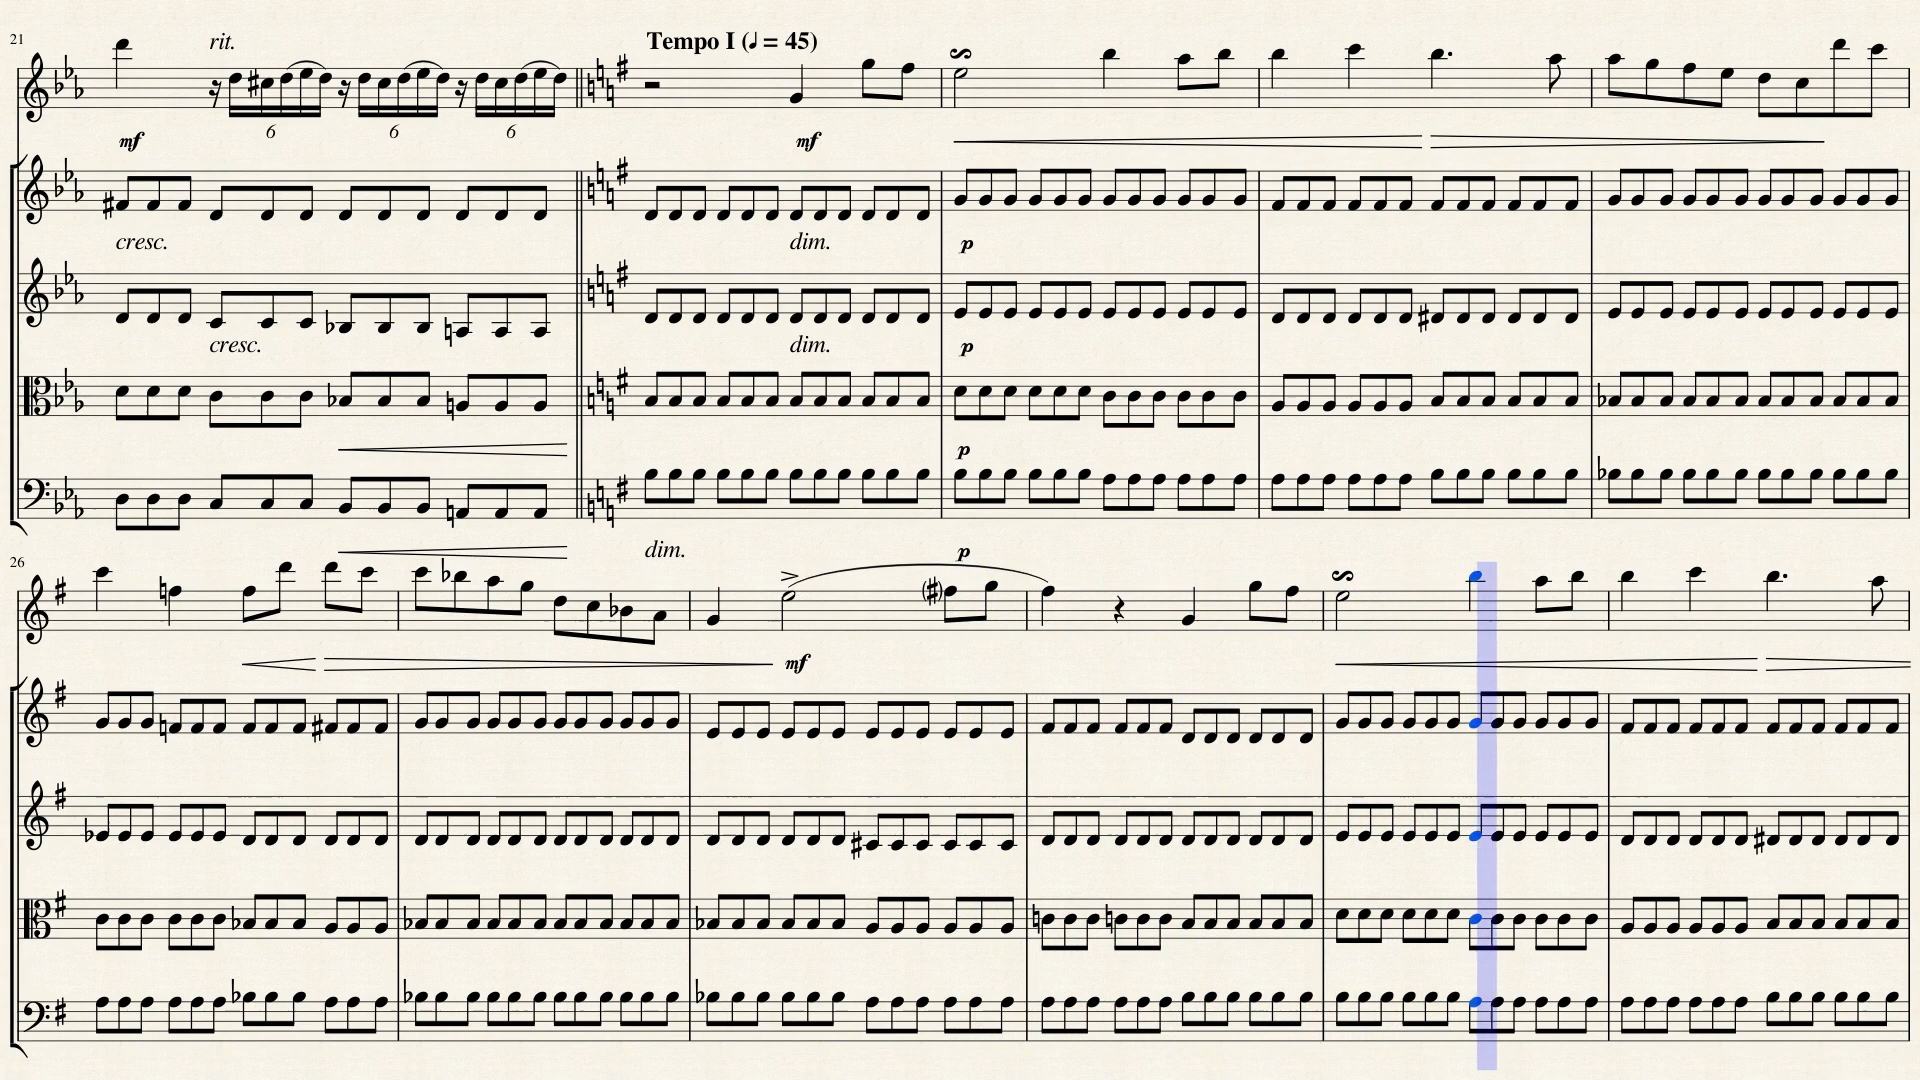 21
rit.
Tempo I (♩ = 45)
6 6 6
mf mf
cresc. dim. p
cresc. dim. p
p
dim. p
26
mf